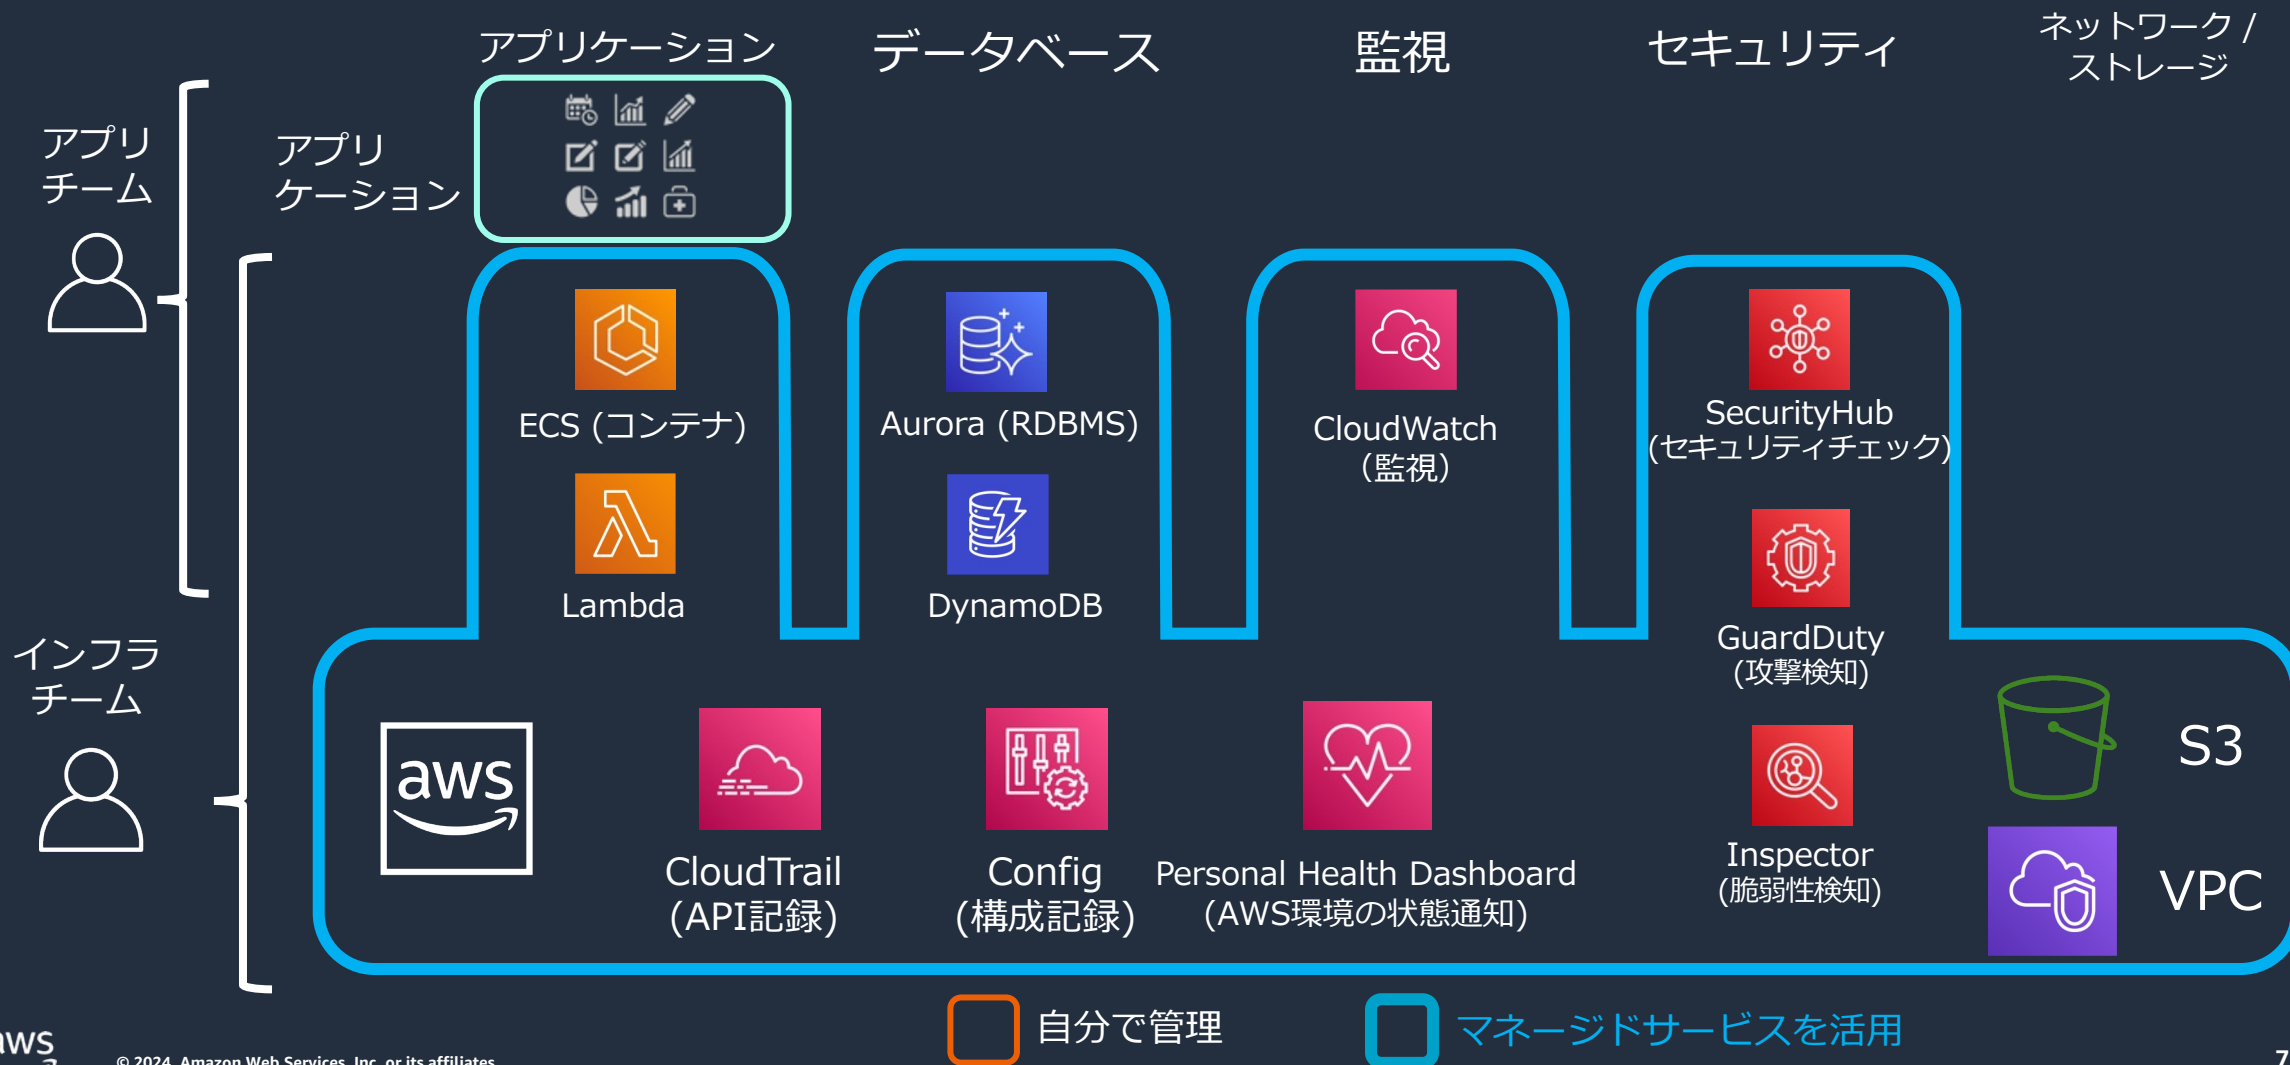 アプリケーション
データベース
監視
セキュリティ
ネットワーク /
ストレージ
アプリ
チーム
アプリ
ケーション
ECS (コンテナ)
Aurora (RDBMS)
CloudWatch
(監視)
SecurityHub
(セキュリティチェック)
Lambda
DynamoDB
GuardDuty
(攻撃検知)
インフラ
チーム
aws
CloudTrail
(API記録)
Config
(構成記録)
Personal Health Dashboard
(AWS環境の状態通知)
Inspector
(脆弱性検知)
S3
VPC
自分で管理
マネージドサービスを活用
aws
© 2024, Amazon Web Services, Inc. or its affiliates.
7